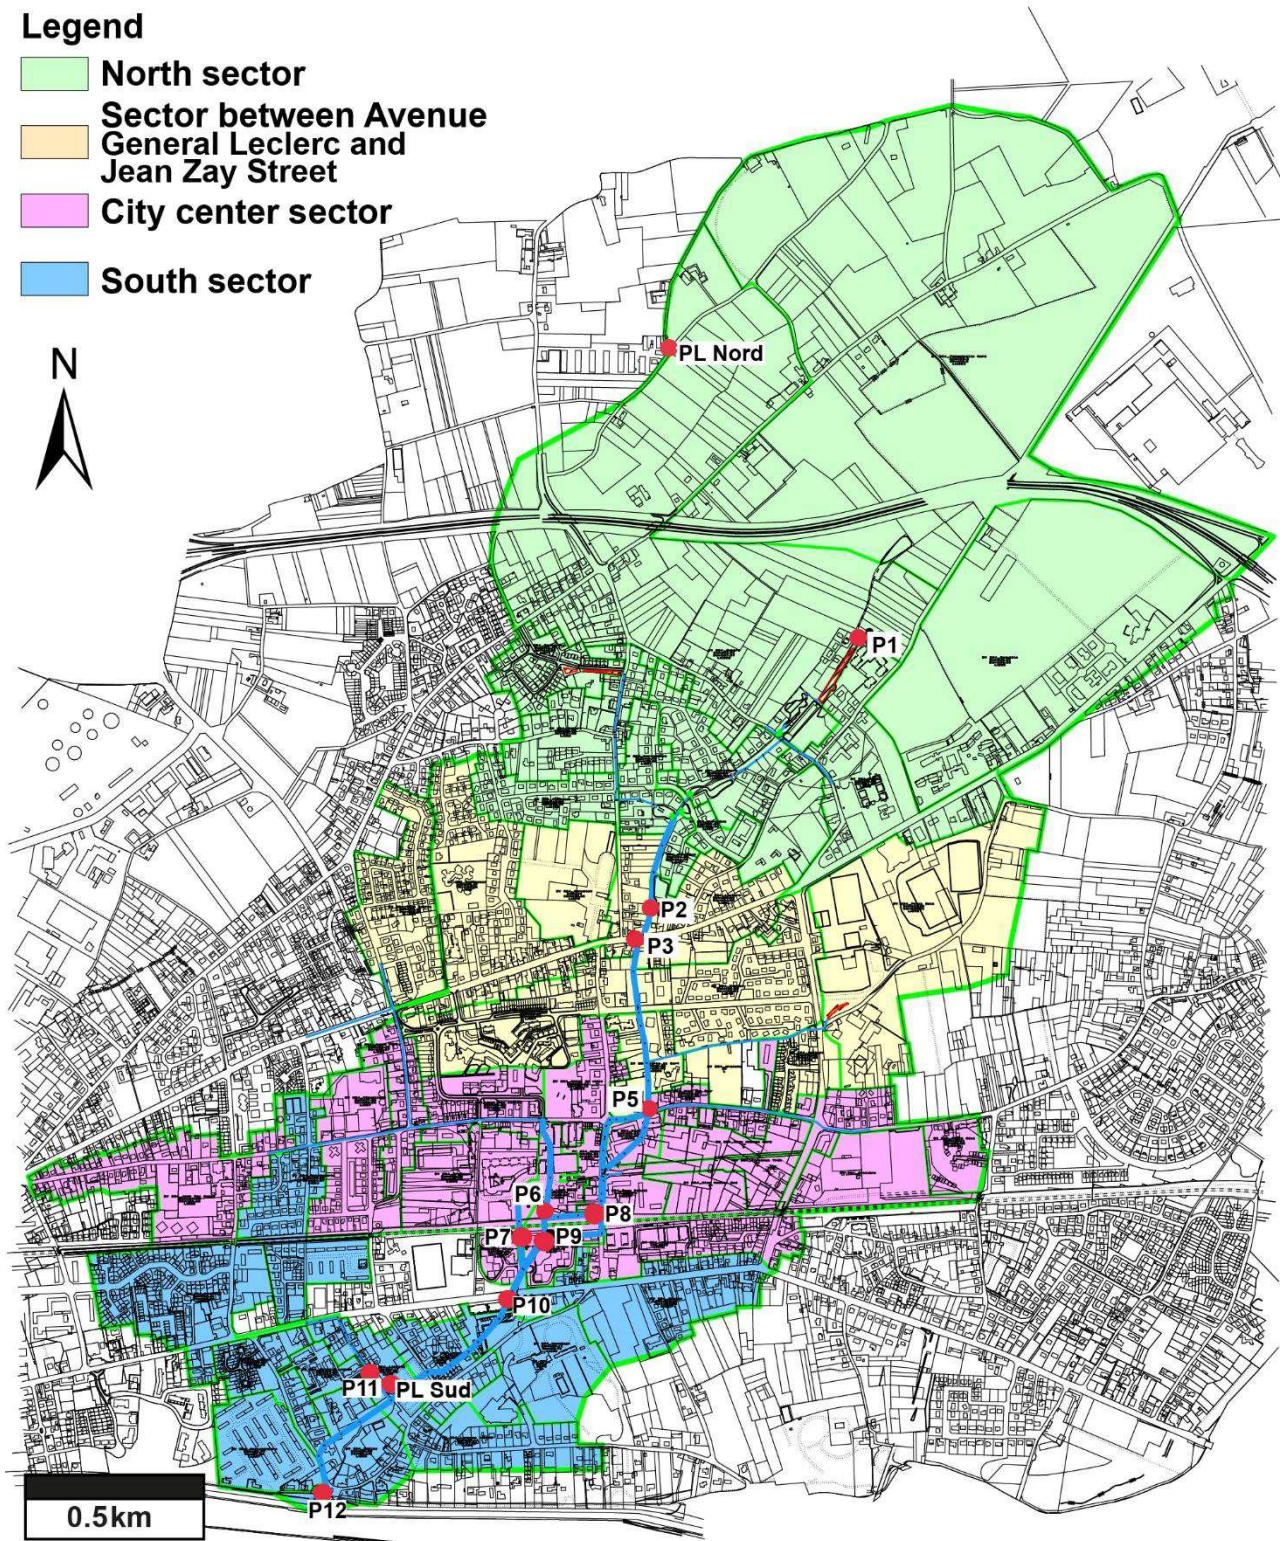 Legend
North sector
Sector between Avenue
General Leclerc and
Jean Zay Street
City center sector
South sector
N
PL Nord
P1
P2
P3
P5
P6
P8
P7
P9
P10
P11
PL Sud
P12
0.5km